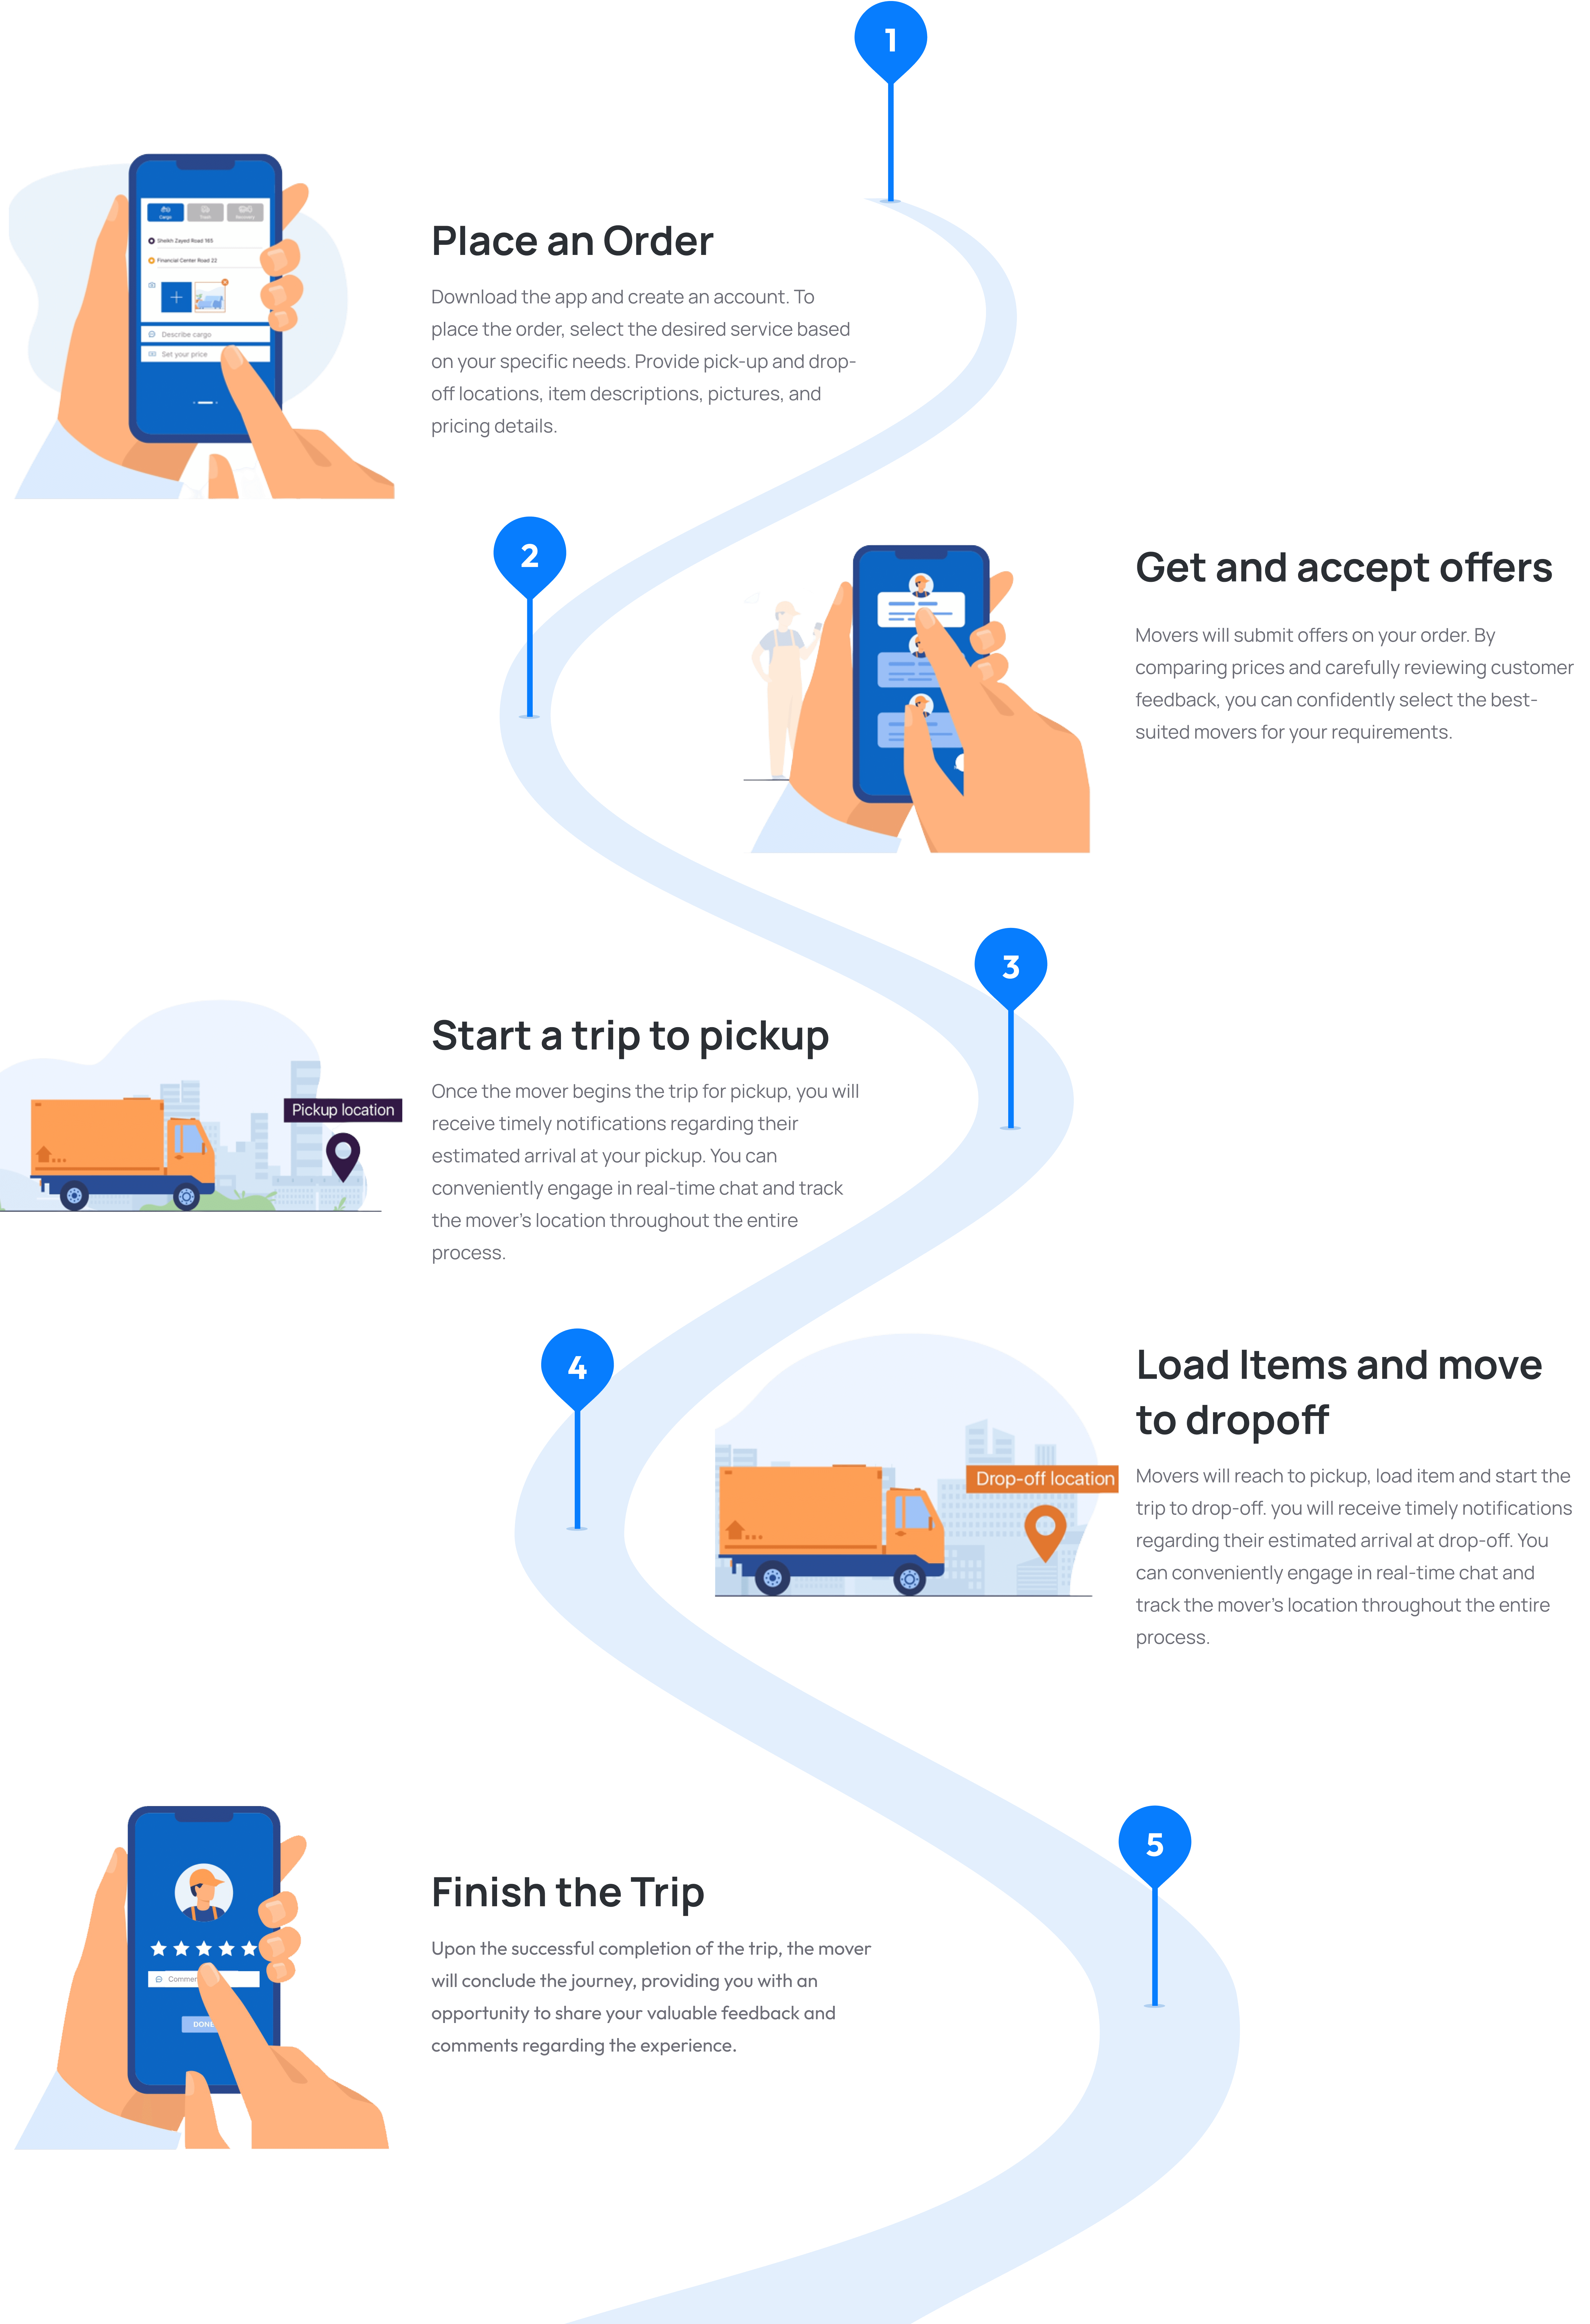 1
Cargo
Sheikh Zayed Road 165
Financial Center Road 22
Describe cargo
Set your price
Place an Order
Download the app and create an account. To
place the order, select the desired service based
on your specific needs. Provide pick-up and drop-
off locations, item descriptions, pictures, and
pricing details.
2
Get and accept offers
Movers will submit offers on your order. By
comparing prices and carefully reviewing customer
feedback, you can confidently select the best-
suited movers for your requirements.
3
Pickup location
Start a trip to pickup
Once the mover begins the trip for pickup, you will
receive timely notifications regarding their
estimated arrival at your pickup. You can
conveniently engage in real-time chat and track
the mover's location throughout the entire
process.
4
Drop-off location
Load Items and move
to dropoff
Movers will reach to pickup, load item and start the
trip to drop-off. you will receive timely notifications
regarding their estimated arrival at drop-off. You
can conveniently engage in real-time chat and
track the mover's location throughout the entire
process.
5
DONE
Finish the Trip
Upon the successful completion of the trip, the mover
will conclude the journey, providing you with an
opportunity to share your valuable feedback and
comments regarding the experience.